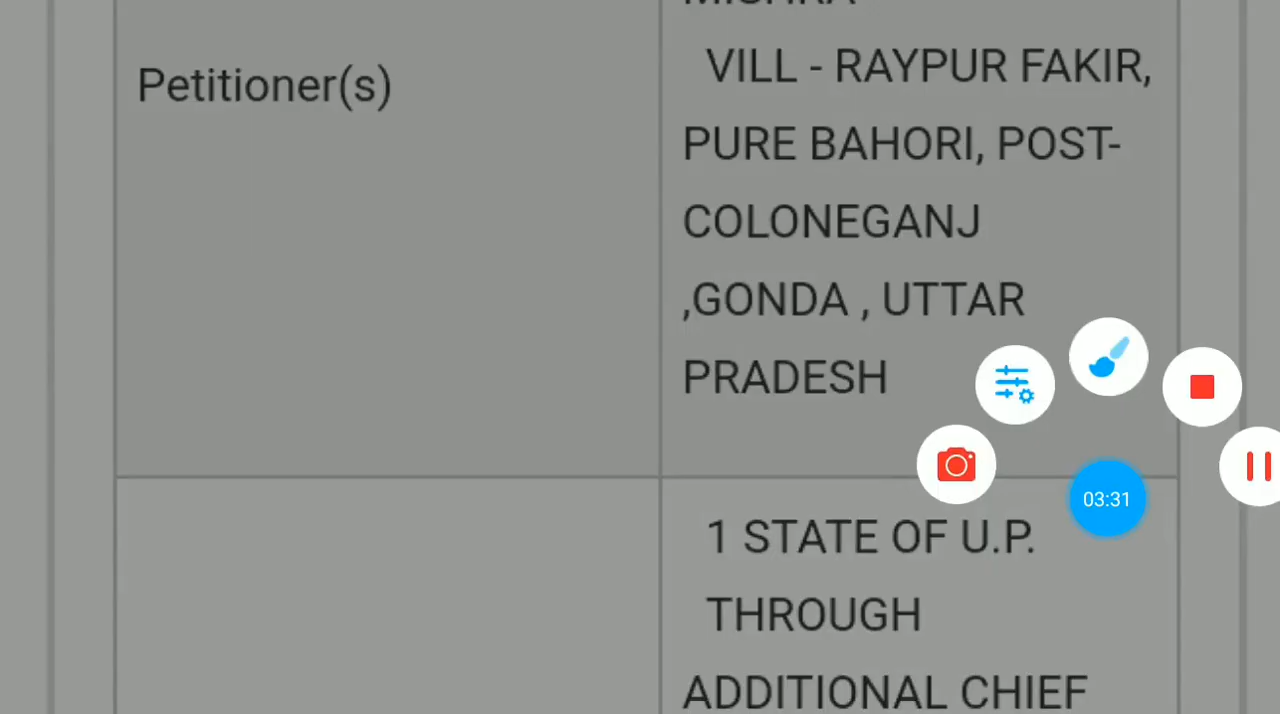 Petitioner(s)
MISHRA
VILL - RAYPUR FAKIR,
PURE BAHORI, POST-
COLONEGANJ
,GONDA , UTTAR
PRADESH
03:31
1 STATE OF U.P.
THROUGH
ADDITIONAL CHIEF